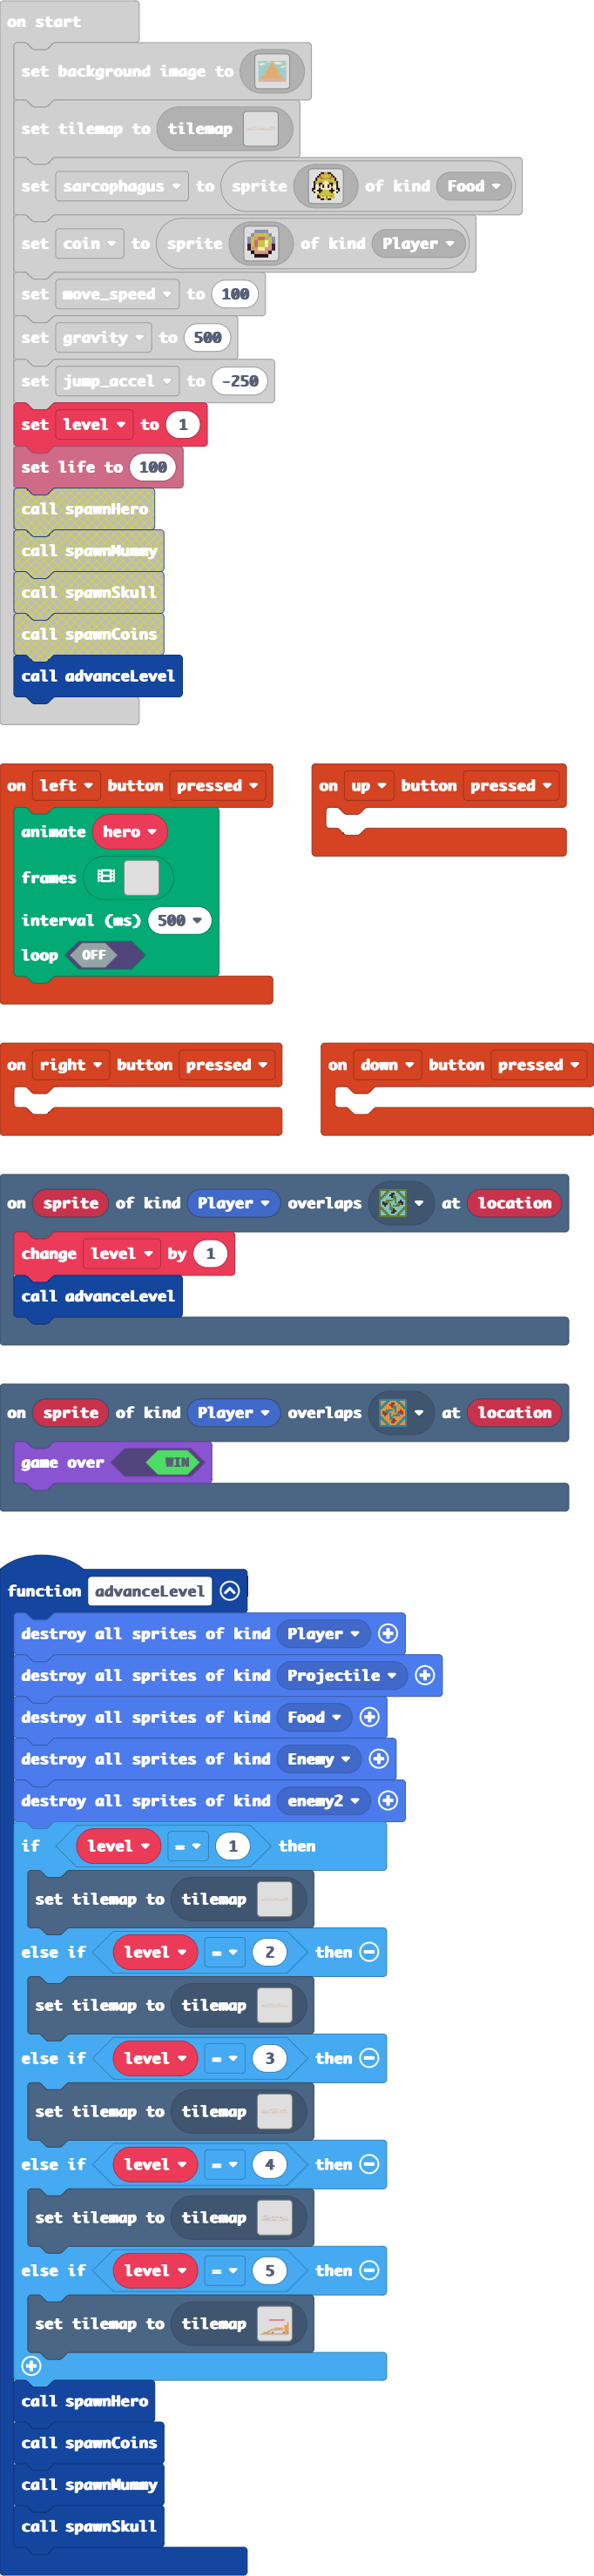 on start
set background image to
set tilemap to tilemap
set sarcophagus to sprite of kind Food
set coin to sprite of kind Player
set move_speed to 100
set gravity to 500
set jump_accel to -250
set level to 1
set life to 100
call spawnHero
call spawnMummy
call spawnSkull
call spawnCoins
call advanceLevel
on left button pressed
animate hero
frames
interval (ms) 500
loop OFF
on up button pressed
on right button pressed
on down button pressed
on sprite of kind Player overlaps at location
change level by 1
call advanceLevel
on sprite of kind Player overlaps at location
game over WIN
function advanceLevel
destroy all sprites of kind Player
destroy all sprites of kind Projectile
destroy all sprites of kind Food
destroy all sprites of kind Enemy
destroy all sprites of kind enemy2
if level = 1 then
set tilemap to tilemap
else if level = 2 then
set tilemap to tilemap
else if level = 3 then
set tilemap to tilemap
else if level = 4 then
set tilemap to tilemap
else if level = 5 then
set tilemap to tilemap
call spawnHero
call spawnCoins
call spawnMummy
call spawnSkull